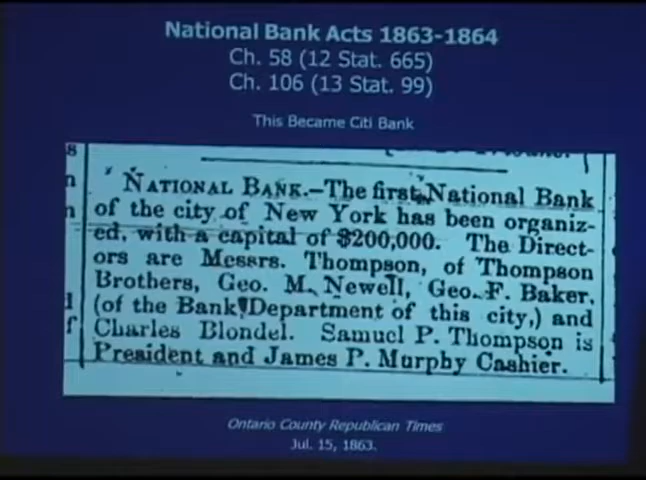 National Bank Acts 1863-1864
Ch. 58 (12 Stat. 665)
Ch. 106 (13 Stat. 99)
This Became Citi Bank
NATIONAL BANK.—The first National Bank
of the city of New York has been organiz-
ed, with a capital of $200,000. The Direct-
ors are Messrs. Thompson, of Thompson
Brothers, Geo. M. Newell, Geo. F. Baker,
(of the Bank Department of this city,) and
Charles Blondel. Samuel P. Thompson is
President and James P. Murphy Cashier.
Ontario County Republican Times
Jul. 15, 1863.